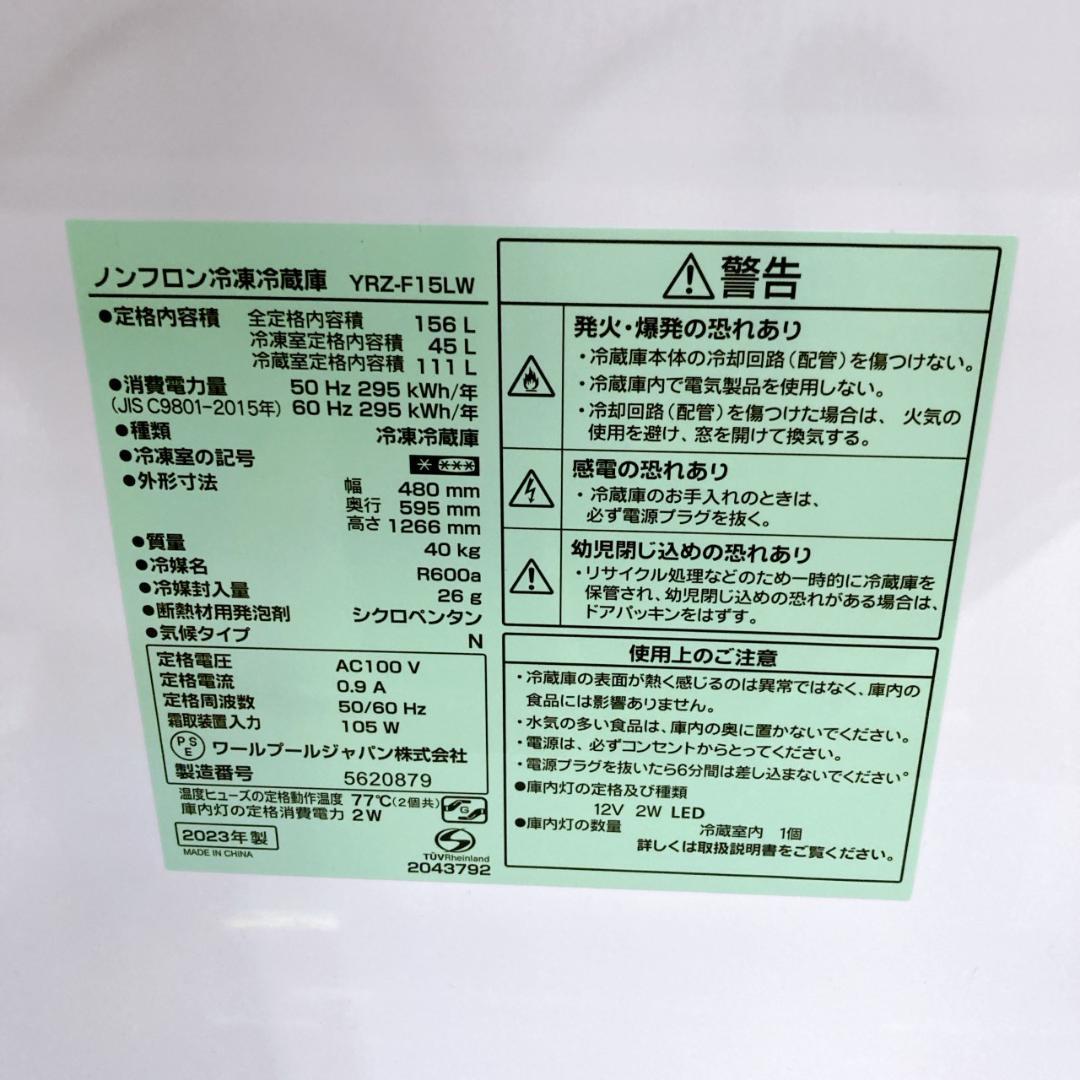 ノンフロン冷凍冷蔵庫 YRZ-F15LW
●定格内容積 全定格内容積 156 L
冷凍室定格内容積 45 L
冷蔵室定格内容積 111 L
●消費電力量 50 Hz 295 kWh/年
(JIS C9801-2015年) 60 Hz 295 kWh/年
●種類 冷凍冷蔵庫
●冷凍室の記号 * ***
●外形寸法 幅 480 mm
奥行 595 mm
高さ 1266 mm
●質量 40 kg
●冷媒名 R600a
●冷媒封入量 26 g
●断熱材用発泡剤 シクロペンタン
●気候タイプ N
定格電圧 AC100 V
定格電流 0.9 A
定格周波数 50/60 Hz
霜取装置入力 105 W
PSE ワールプールジャパン株式会社
製造番号 5620879
温度ヒューズの定格動作温度 77℃(2個共)
庫内灯の定格消費電力 2W
G
2023年 製
MADE IN CHINA
TÜVRheinland
2043792
警告
発火・爆発の恐れあり
・冷蔵庫本体の冷却回路(配管)を傷つけない。
・冷蔵庫内で電気製品を使用しない。
・冷却回路(配管)を傷つけた場合は、 火気の
使用を避け、窓を開けて換気する。
感電の恐れあり
・冷蔵庫のお手入れのときは、
必ず電源プラグを抜く。
幼児閉じ込めの恐れあり
・リサイクル処理などのため一時的に冷蔵庫を
保管され、幼児閉じ込めの恐れがある場合は、
ドアパッキンをはずす。
使用上のご注意
・冷蔵庫の表面が熱く感じるのは異常ではなく、庫内の
食品には影響ありません。
・水気の多い食品は、庫内の奥に置かないでください。
・電源は、必ずコンセントからとってください。
・電源プラグを抜いたら6分間は差し込まないでください。
●庫内灯の定格及び種類
12V 2W LED
●庫内灯の数量 冷蔵室内 1個
詳しくは取扱説明書をご覧ください。